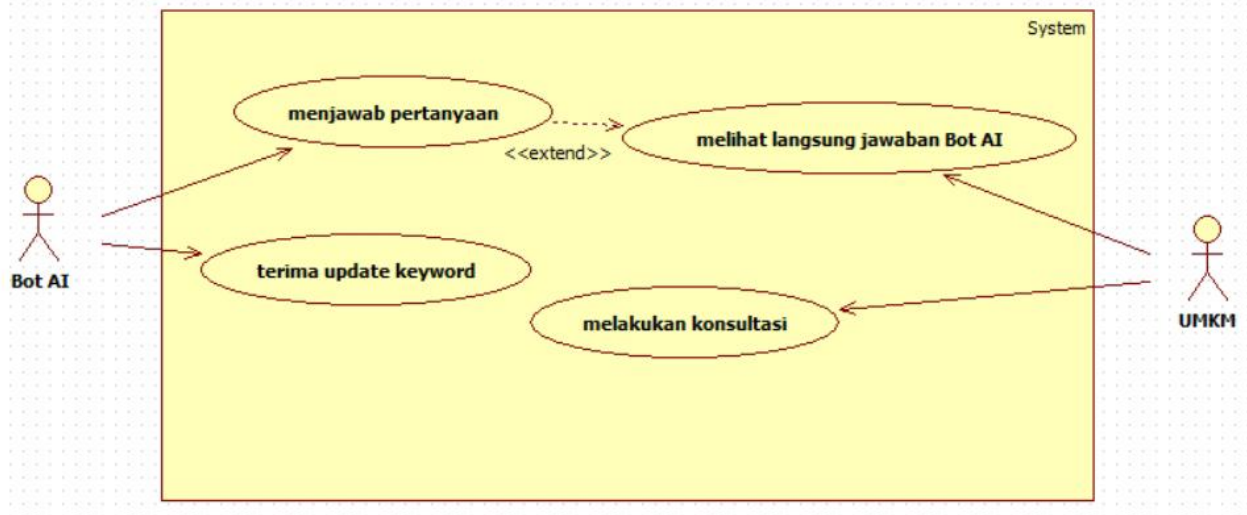 System
menjawab pertanyaan
melihat langsung jawaban Bot AI
<<extend>>
terima update keyword
Bot AI
melakukan konsultasi
UMKM